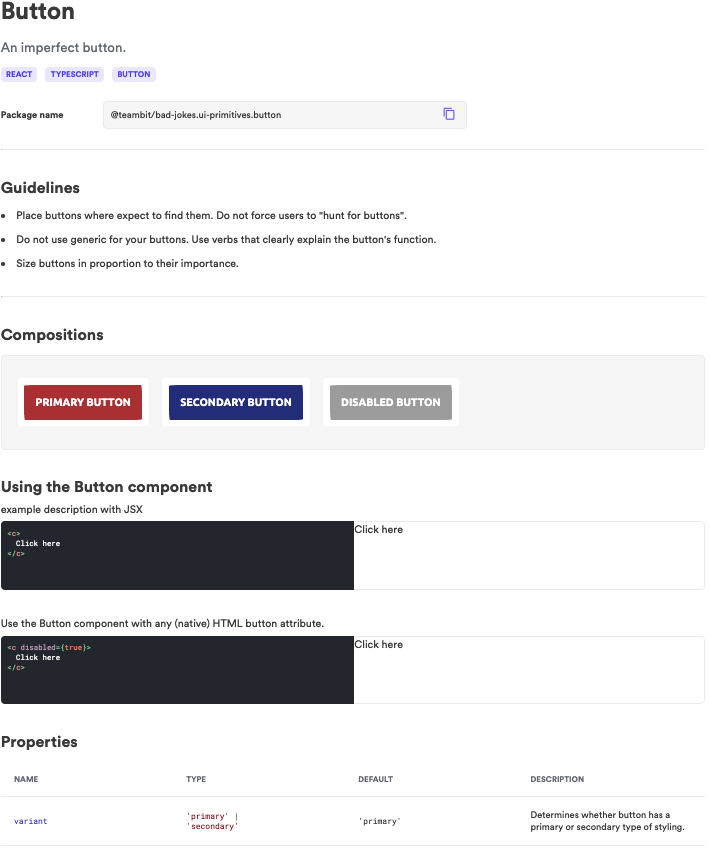 Button
An imperfect button.
REACT TYPESCRIPT BUTTON
Package name @teambit/bad-jokes.ui-primitives.button
Guidelines
• Place buttons where expect to find them. Do not force users to "hunt for buttons".
• Do not use generic for your buttons. Use verbs that clearly explain the button's function.
• Size buttons in proportion to their importance.
Compositions
PRIMARY BUTTON SECONDARY BUTTON DISABLED BUTTON
Using the Button component
example description with JSX
<c>
Click here
</c>
Click here
Use the Button component with any (native) HTML button attribute.
<c disabled={true}>
Click here
</c>
Click here
Properties
NAME TYPE DEFAULT DESCRIPTION
variant 'primary' | 'secondary' 'primary' Determines whether button has a
primary or secondary type of styling.